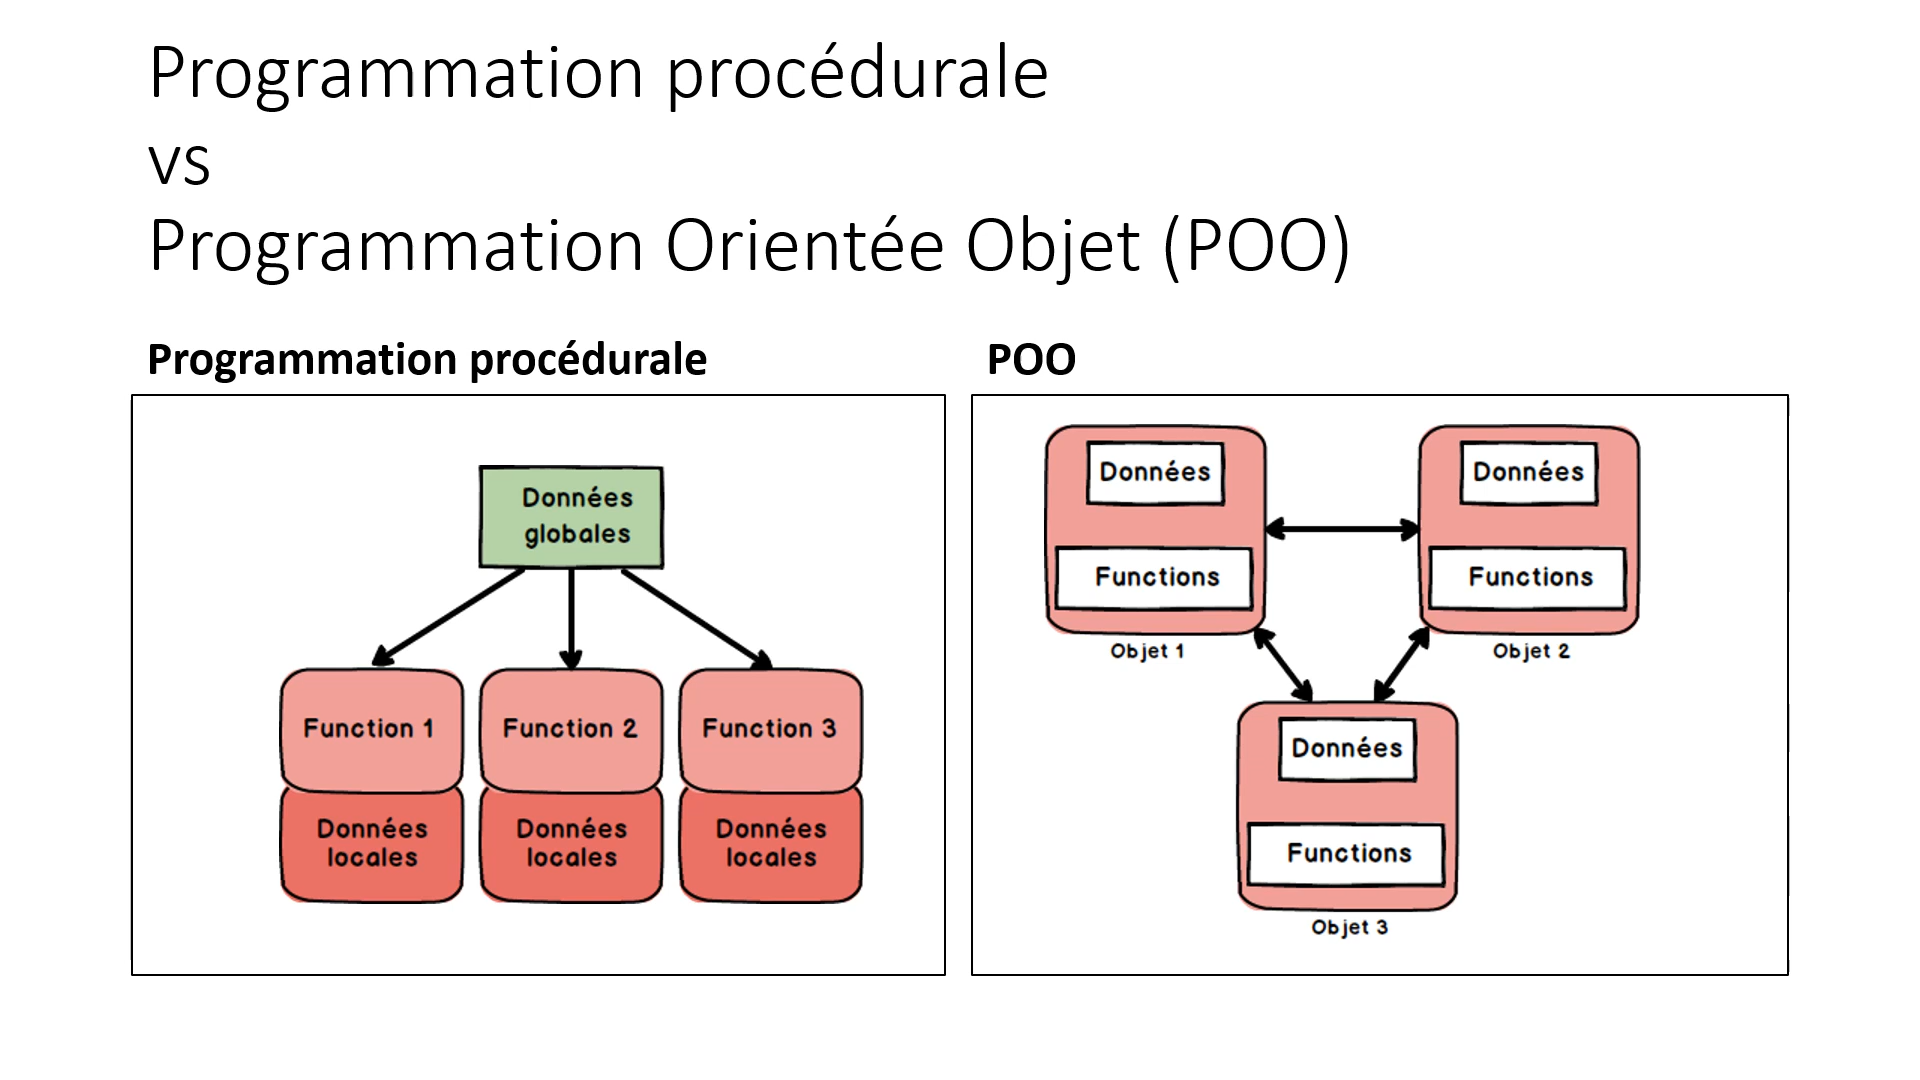 Programmation procédurale
vs
Programmation Orientée Objet (POO)
Programmation procédurale
Données
globales
Function 1
Function 2
Function 3
Données
locales
Données
locales
Données
locales
POO
Données
Functions
Objet 1
Données
Functions
Objet 2
Données
Functions
Objet 3